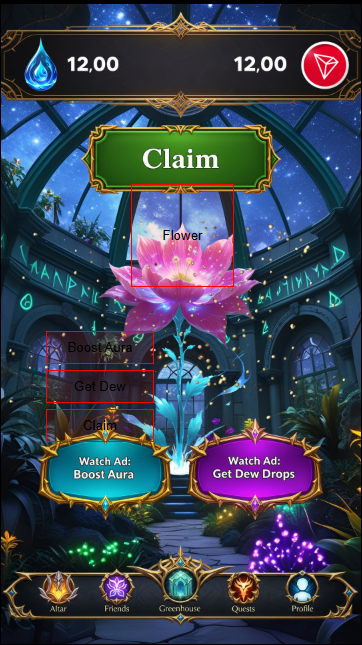 12,00
12,00
Claim
Flower
Boost Aura
Get Dew
Claim
Watch Ad:
Boost Aura
Watch Ad:
Get Dew Drops
Altar
Friends
Greenhouse
Quests
Profile